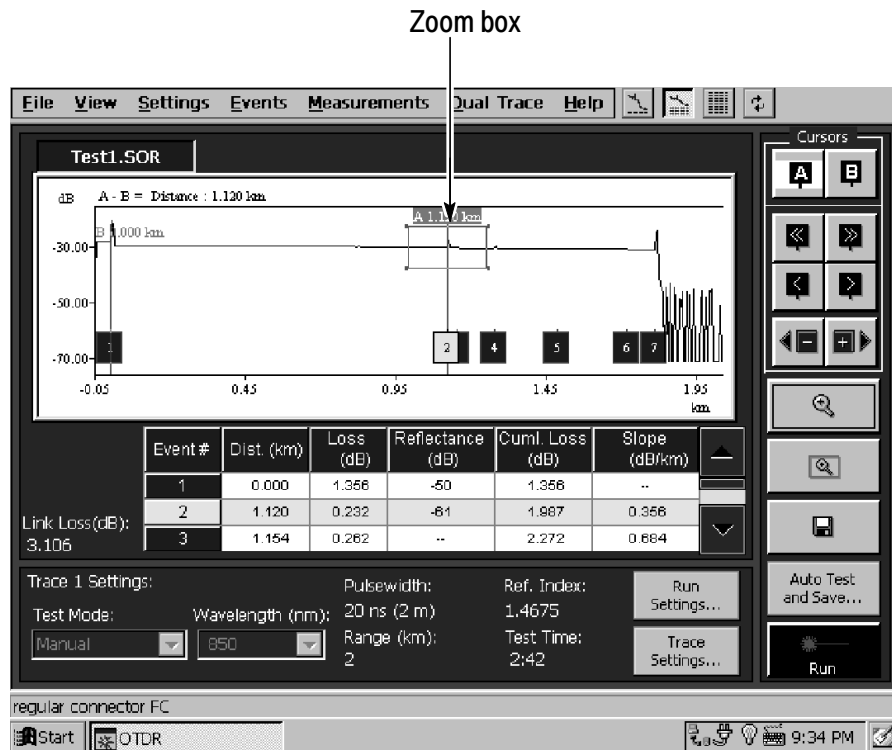 Zoom box
File View Settings Events Measurements Dual Trace Help
Test1.SOR
dB A - B = Distance : 1.120 km
A 1.120 km
B 0.000 km
-30.00
-50.00
-70.00
1 2 4 5 6 7
-0.05 0.45 0.95 1.45 1.95
km
Event # Dist. (km) Loss (dB) Reflectance (dB) Cuml. Loss (dB) Slope (dB/km)
1 0.000 1.356 -50 1.356 --
2 1.120 0.232 -61 1.987 0.356
3 1.154 0.262 -- 2.272 0.684
Link Loss(dB):
3.106
Trace 1 Settings:
Test Mode:
Manual
Wavelength (nm):
850
Pulsewidth:
20 ns (2 m)
Range (km):
2
Ref. Index:
1.4675
Test Time:
2:42
Run Settings...
Trace Settings...
Cursors
A B
Auto Test
and Save...
Run
regular connector FC
Start OTDR 9:34 PM